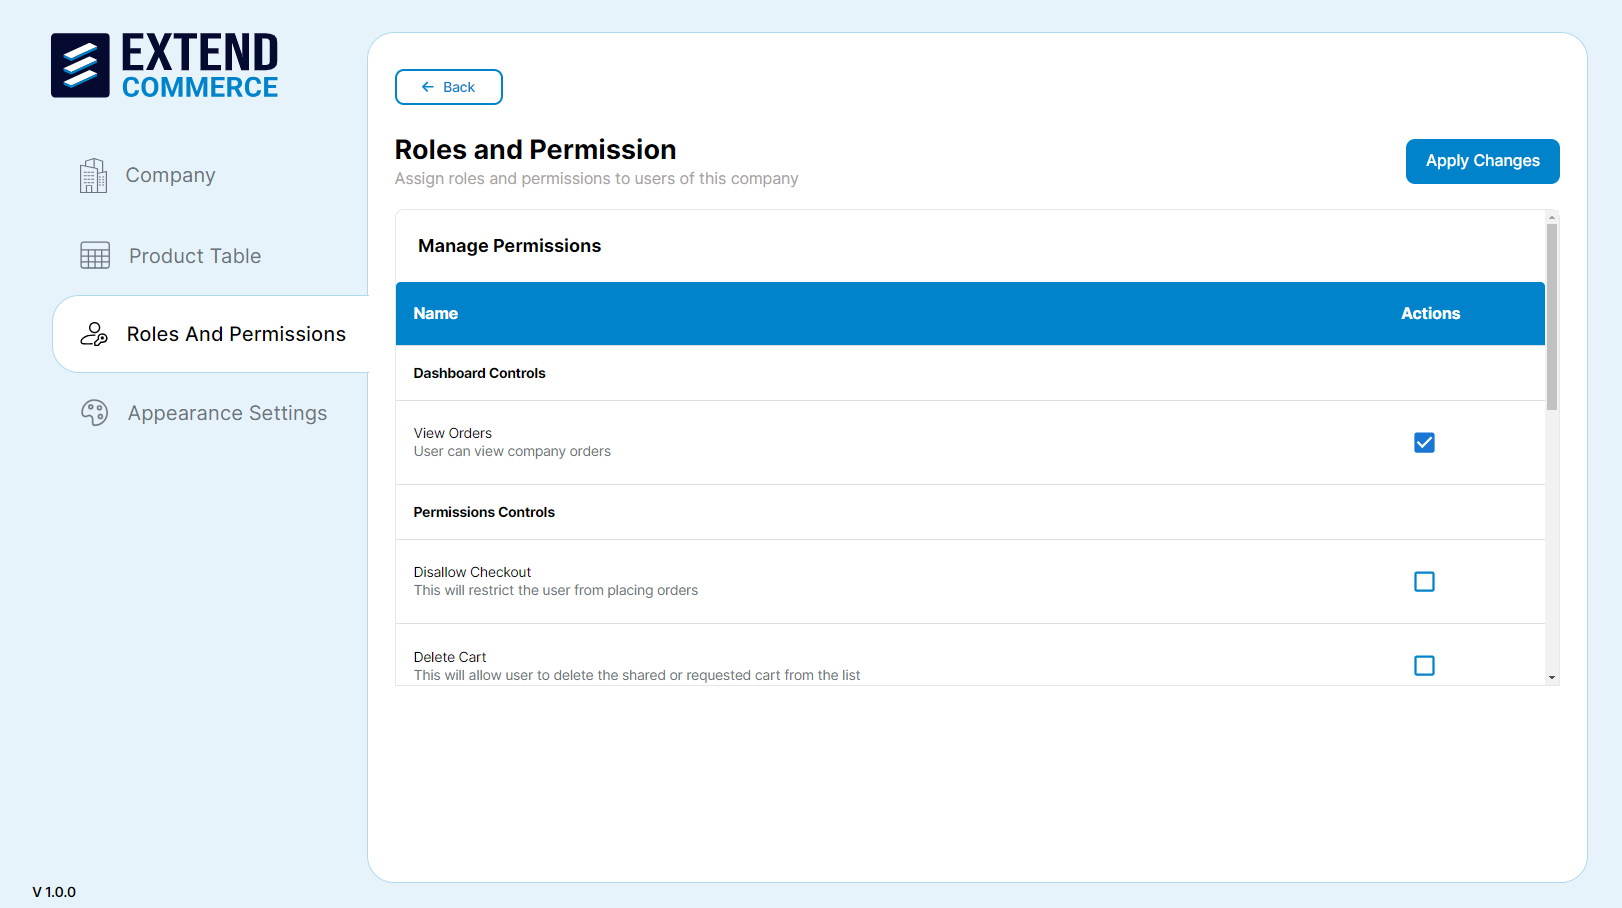 EXTEND
COMMERCE
Company
Product Table
Roles And Permissions
Appearance Settings
V 1.0.0
Back
Roles and Permission
Assign roles and permissions to users of this company
Apply Changes
Manage Permissions
Name Actions
Dashboard Controls
View Orders
User can view company orders
Permissions Controls
Disallow Checkout
This will restrict the user from placing orders
Delete Cart
This will allow user to delete the shared or requested cart from the list